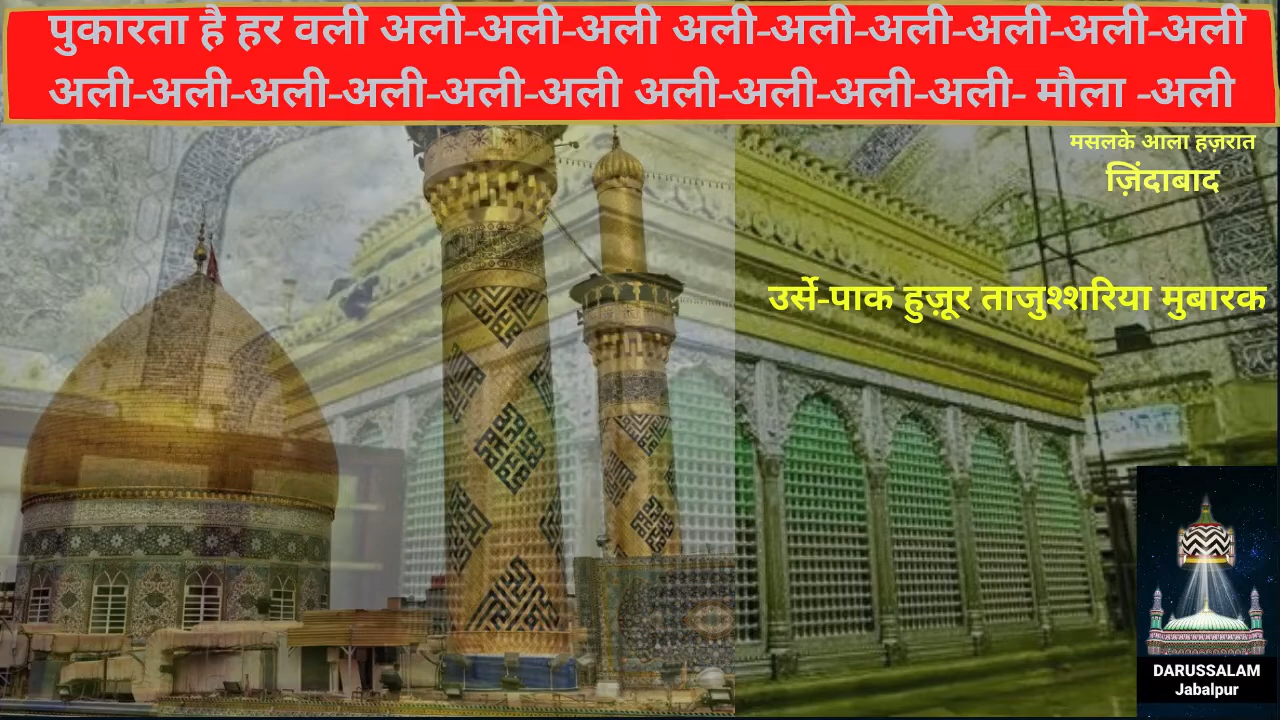 पुकारता है हर वली अली-अली-अली अली-अली-अली-अली-अली-अली
अली-अली-अली-अली-अली-अली अली-अली-अली-अली- मौला -अली
मसलके आला हज़रात
ज़िंदाबाद
उर्से-पाक हुज़ूर ताजुश्शरिया मुबारक
DARUSSALAM
Jabalpur